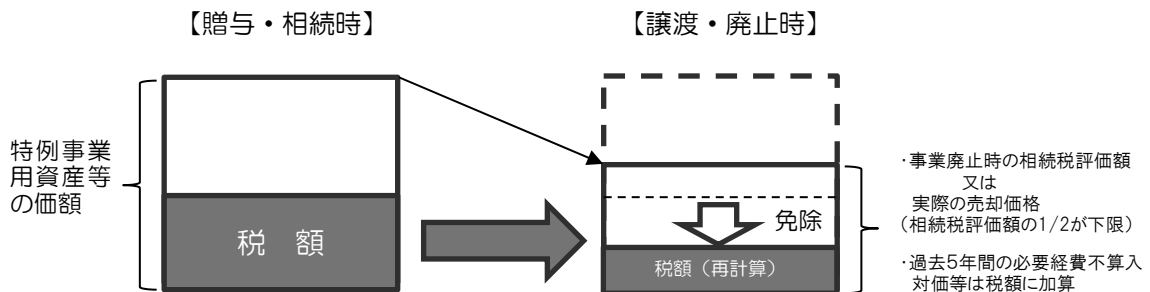 【贈与・相続時】
【譲渡・廃止時】
特例事業
用資産等
の価額
税　額
免除
税額（再計算）
・事業廃止時の相続税評価額
又は
実際の売却価格
（相続税評価額の1/2が下限）
・過去5年間の必要経費不算入
対価等は税額に加算